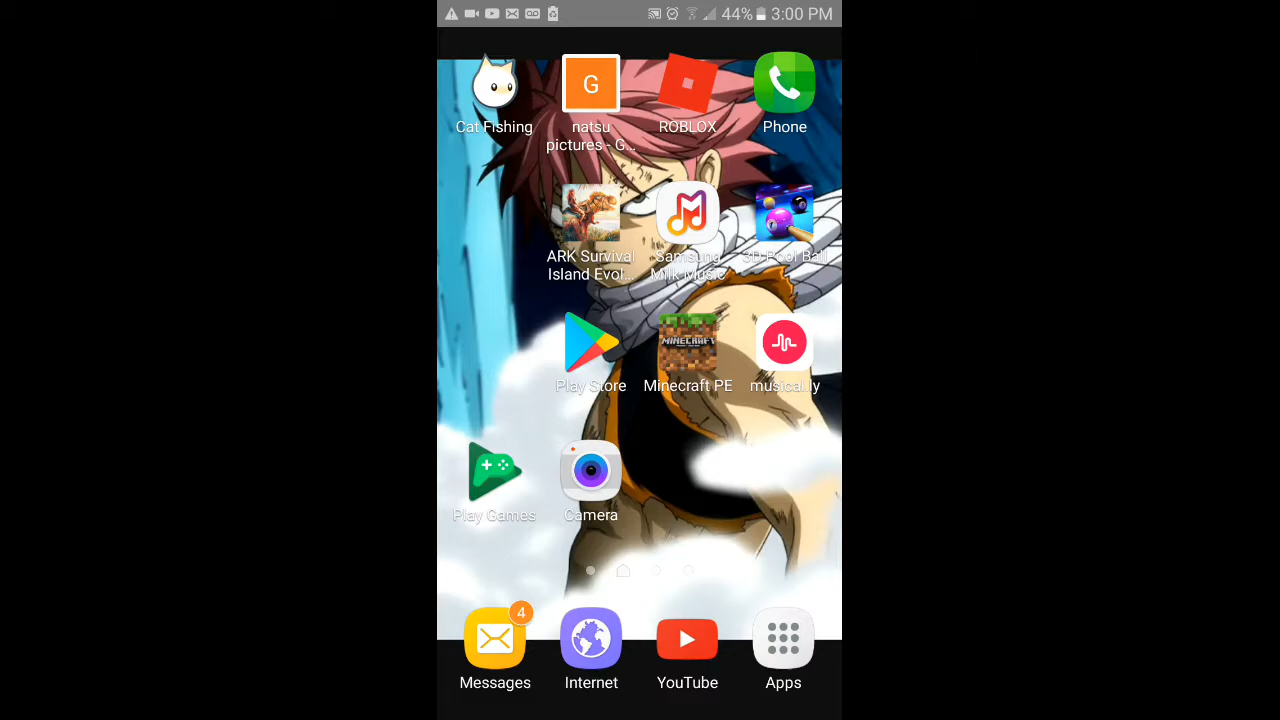 44% 3:00 PM
G
Cat Fishing
natsu
pictures - G...
ROBLOX
Phone
ARK Survival
Island Evol...
Samsung
Milk Music
3D Pool Ball
MINECRAFT
Play Store
Minecraft PE
musical.ly
Play Games
Camera
4
Messages
Internet
YouTube
Apps